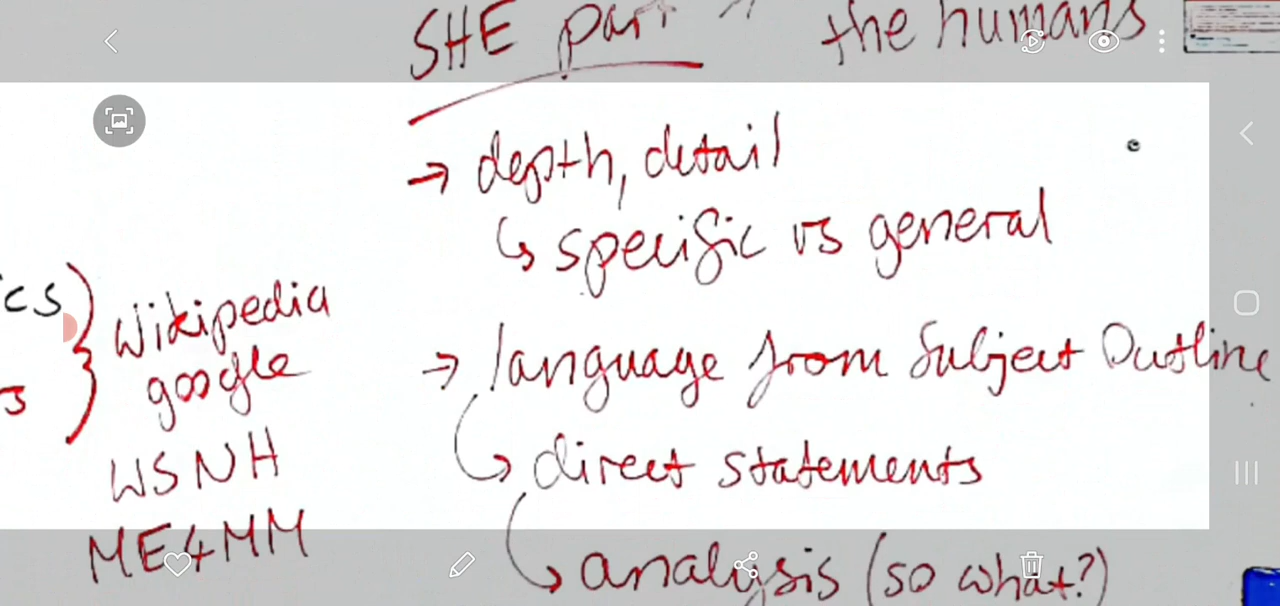 SHE part
the humans
→ depth, detail
↳ specific vs general
cs
Wikipedia
google
→ language from Subject Outline
WSNH
↳ direct statements
ME4MM
↳ analysis (so what?)